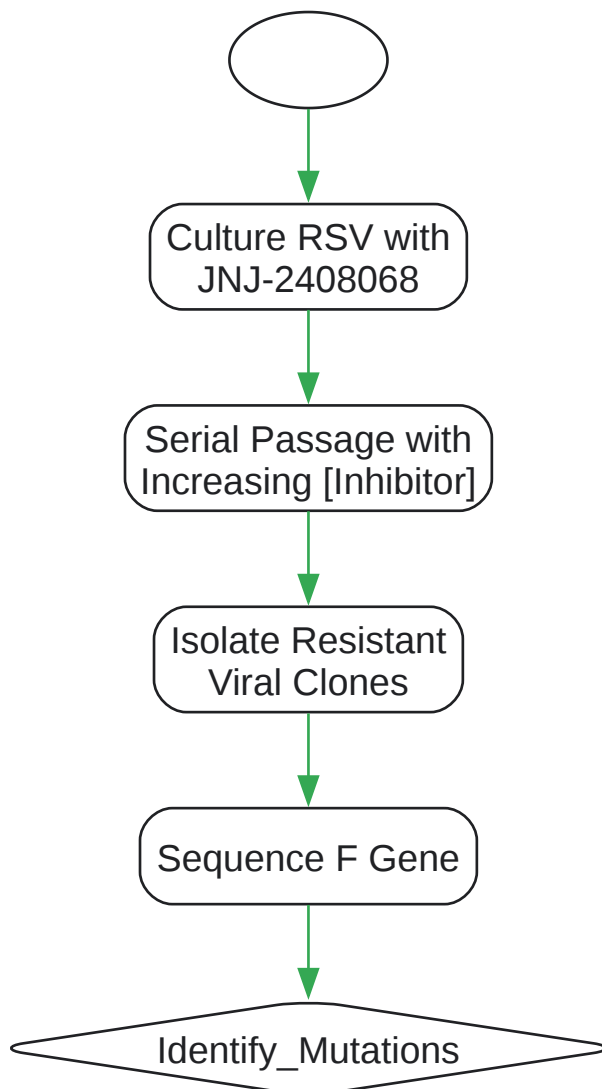 Culture RSV with
JNJ-2408068
Serial Passage with
Increasing [Inhibitor]
Isolate Resistant
Viral Clones
Sequence F Gene
Identify_Mutations